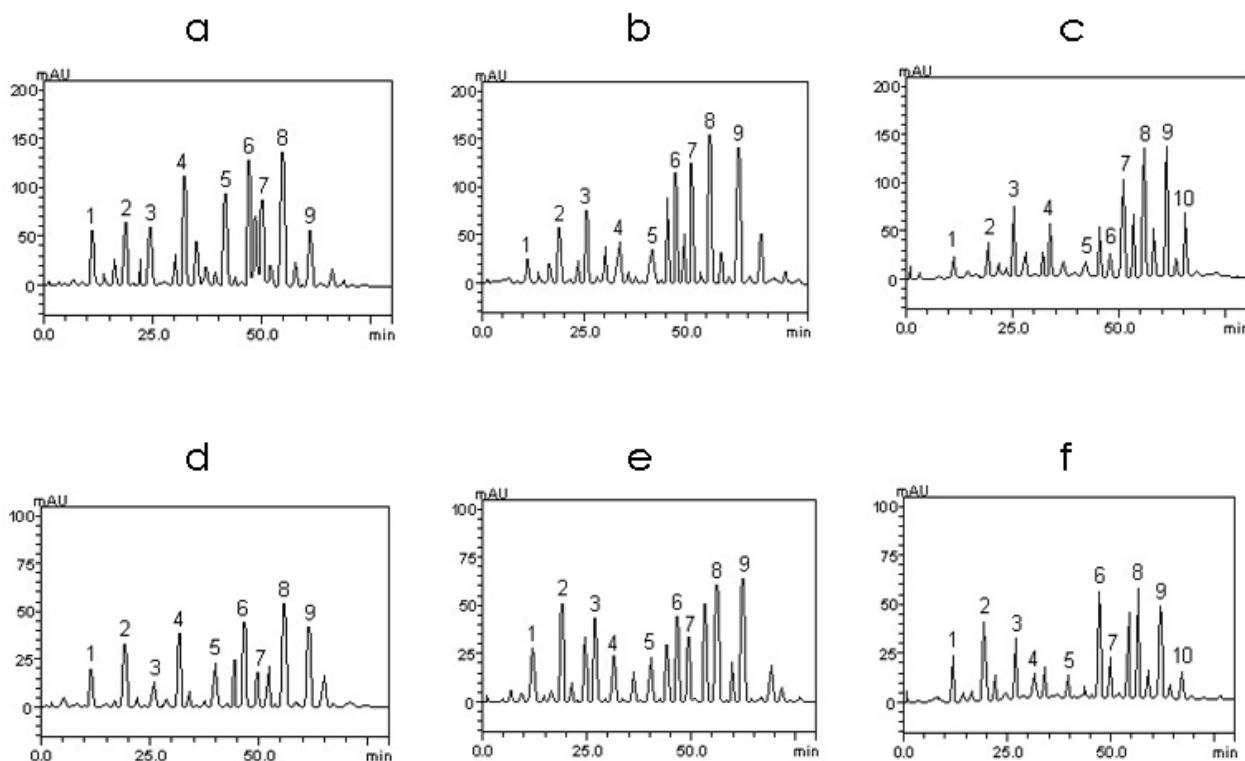 a b c
mAU mAU mAU
200 200 200
8 8 8 9
150 6 150 9 150
4 7 7
100 5 7 100 6 100 3 10
1 2 3 9 2 3 4
50 50 1 4 5 50 1 2 5 6
0 0 0
0.0 25.0 50.0 min 0.0 25.0 50.0 min 0.0 25.0 50.0 min
d e f
mAU mAU mAU
100 100 100
75 75 9 75
8 2 8 6 8
50 6 9 50 3 6 50 2 9
4 1 7 3
25 1 2 5 7 25 4 5 25 1 4 5 7 10
3
0 0 0
0.0 25.0 50.0 min 0.0 25.0 50.0 min 0.0 25.0 50.0 min